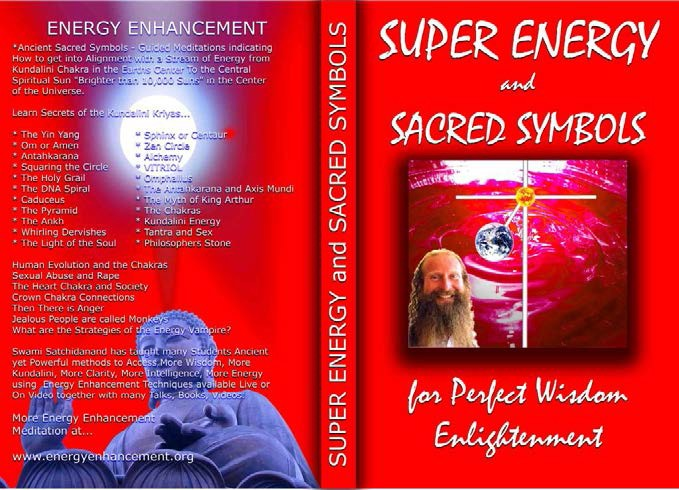 ENERGY ENHANCEMENT
*Ancient Sacred Symbols - Guided Meditations indicating
How to get into Alignment with a Stream of Energy from
Kundalini Chakra in the Earths Center To the Central
Spiritual Sun "Brighter than 10,000 Suns" in the Center
of the Universe.
Learn Secrets of the Kundalini Kriyas...
* The Yin Yang
* Om or Amen
* Antahkarana
* Squaring the Circle
* The Holy Grail
* The DNA Spiral
* Caduceus
* The Pyramid
* The Ankh
* Whirling Dervishes
* The Light of the Soul
* Sphinx or Centaur
* Zen Circle
* Alchemy
* VITRIOL
* Omphallus
* The Antahkarana and Axis Mundi
* The Myth of King Arthur
* The Chakras
* Kundalini Energy
* Tantra and Sex
* Philosophers Stone
Human Evolution and the Chakras
Sexual Abuse and Rape
The Heart Chakra and Society
Crown Chakra Connections
Then There is Anger
Jealous People are called Monkeys
What are the Strategies of the Energy Vampire?
Swami Satchidanand has taught many Students Ancient
yet Powerful methods to Access More Wisdom, More
Kundalini, More Clarity, More Intelligence, More Energy
using Energy Enhancement Techniques available Live or
On Video together with many Talks, Books, Videos!
More Energy Enhancement
Meditation at...
www.energyenhancement.org
SUPER ENERGY and SACRED SYMBOLS
SUPER ENERGY
and
SACRED SYMBOLS
for Perfect Wisdom
Enlightenment